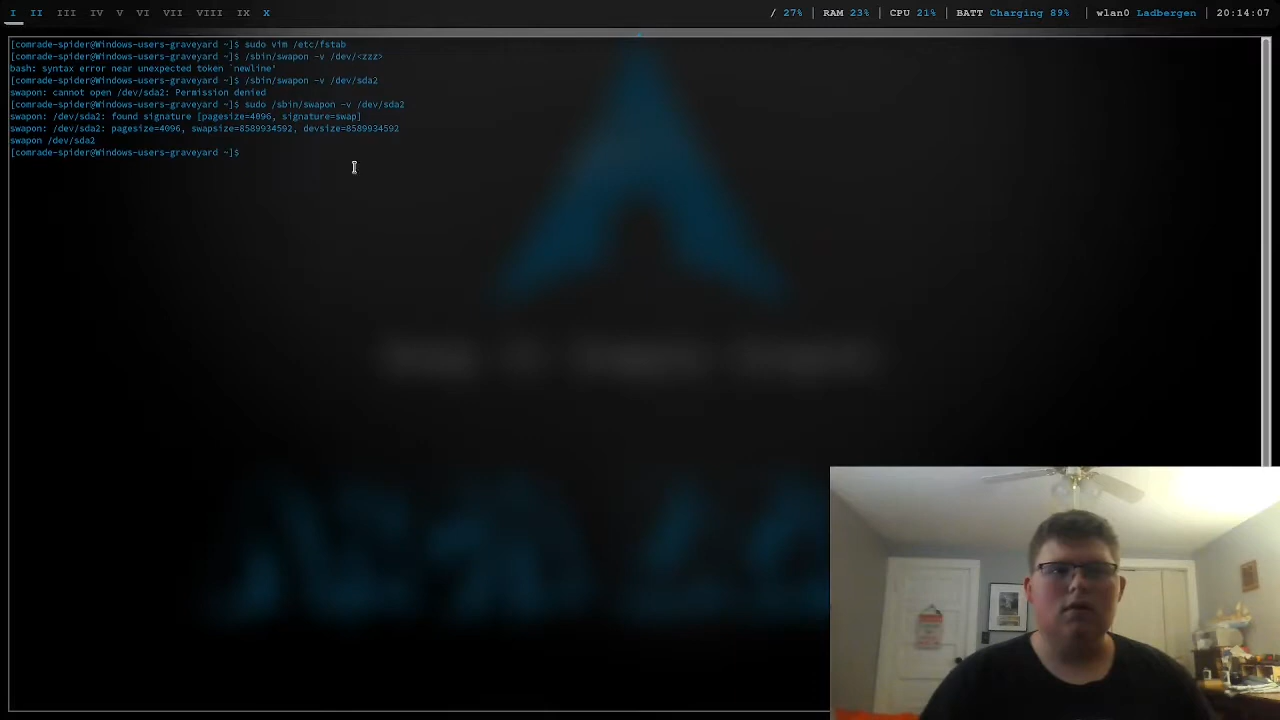 I II III IV V VI VII VIII IX X / 27% | RAM 23% | CPU 21% | BATT Charging 89% | wlan0 Ladbergen | 20:14:07
[comrade-spider@Windows-users-graveyard ~]$ sudo vim /etc/fstab
[comrade-spider@Windows-users-graveyard ~]$ /sbin/swapon -v /dev/<zzz>
bash: syntax error near unexpected token `newline'
[comrade-spider@Windows-users-graveyard ~]$ /sbin/swapon -v /dev/sda2
swapon: cannot open /dev/sda2: Permission denied
[comrade-spider@Windows-users-graveyard ~]$ sudo /sbin/swapon -v /dev/sda2
swapon: /dev/sda2: found signature [pagesize=4096, signature=swap]
swapon: /dev/sda2: pagesize=4096, swapsize=8589934592, devsize=8589934592
swapon /dev/sda2
[comrade-spider@Windows-users-graveyard ~]$